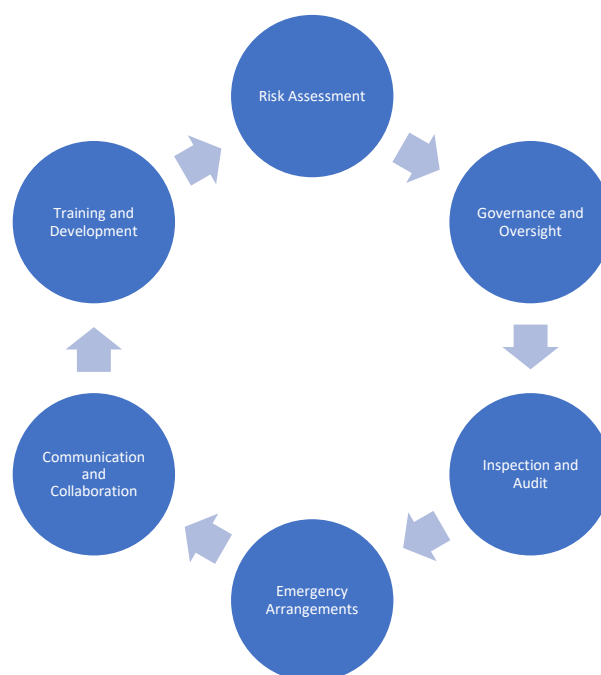 Risk Assessment
Governance and
Oversight
Inspection and
Audit
Emergency
Arrangements
Communication
and
Collaboration
Training and
Development